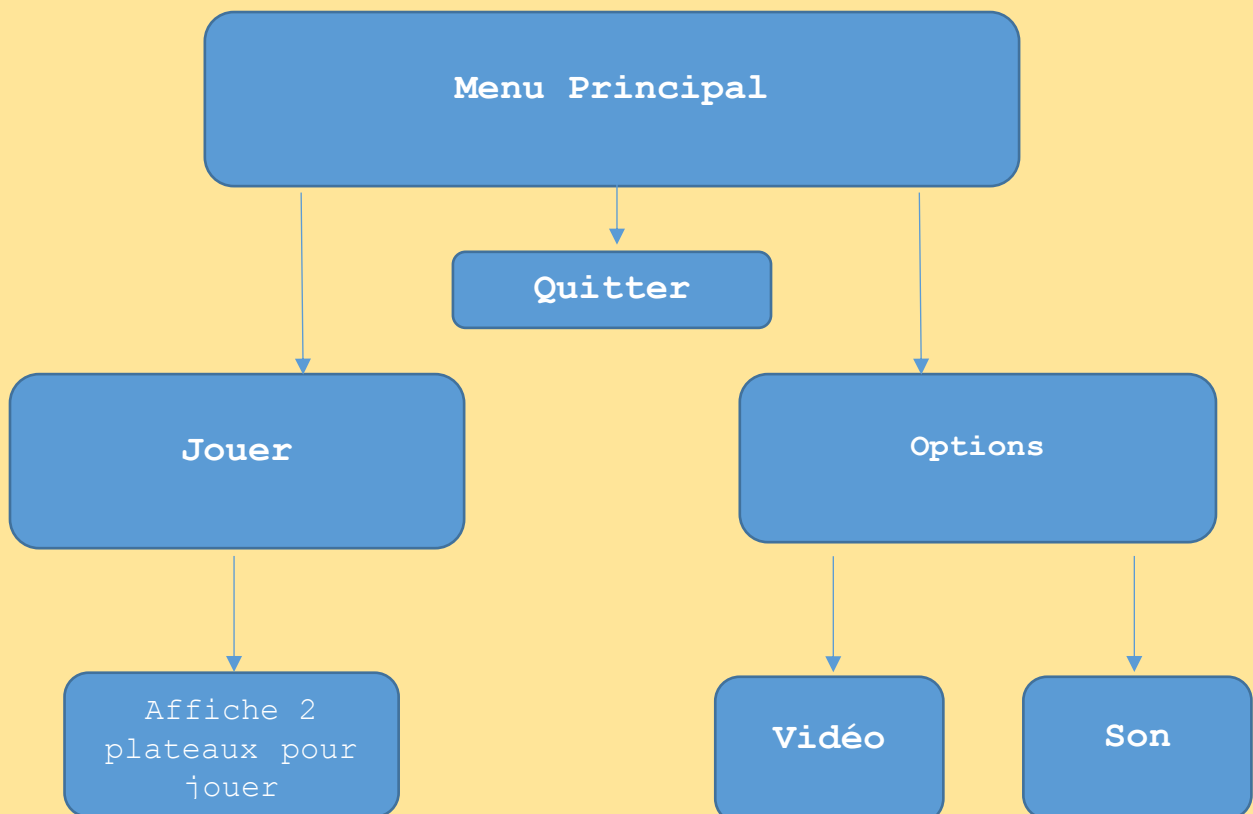 Menu Principal
Quitter
Jouer
Options
Affiche 2
plateaux pour
jouer
Vidéo
Son